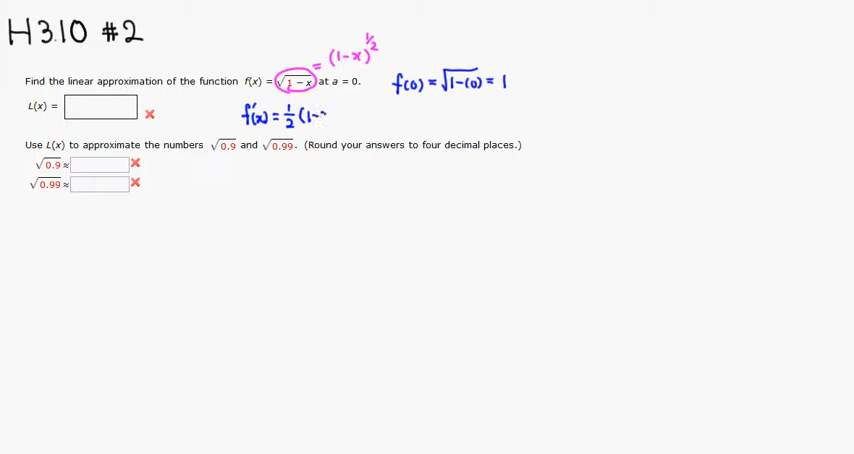 H3.10 #2
= (1-x)^½
Find the linear approximation of the function f(x) = √1 − x at a = 0.
f(0) = √1-(0) = 1
L(x) =
f'(x) = ½ (1-
Use L(x) to approximate the numbers √0.9 and √0.99. (Round your answers to four decimal places.)
√0.9 ≈
√0.99 ≈